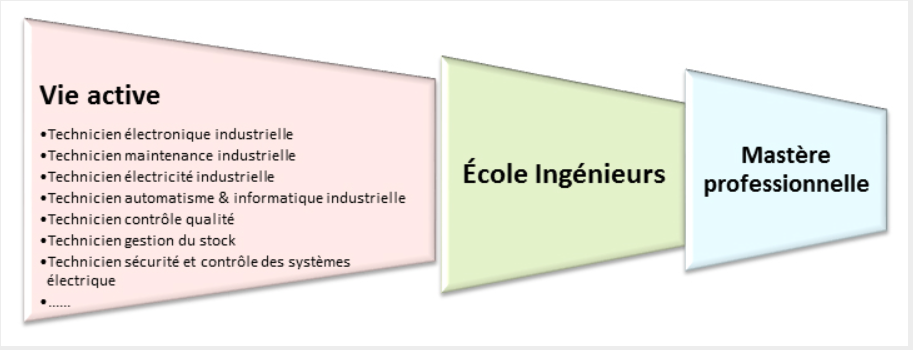 Vie active
•Technicien électronique industrielle
•Technicien maintenance industrielle
•Technicien électricité industrielle
•Technicien automatisme & informatique industrielle
•Technicien contrôle qualité
•Technicien gestion du stock
•Technicien sécurité et contrôle des systèmes
électrique
•......
École Ingénieurs
Mastère
professionnelle